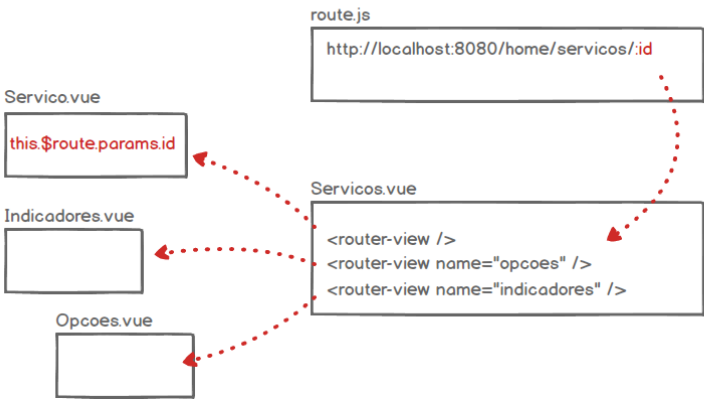 route.js
http://localhost:8080/home/servicos/:id
Servico.vue
this.$route.params.id
Servicos.vue
<router-view />
<router-view name="opcoes" />
<router-view name="indicadores" />
Indicadores.vue
Opcoes.vue